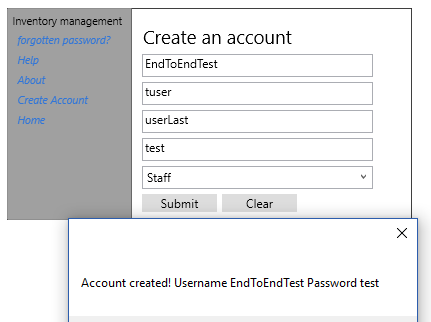 Inventory management
forgotten password?
Help
About
Create Account
Home
Create an account
EndToEndTest
tuser
userLast
test
Staff
Submit Clear
Account created! Username EndToEndTest Password test